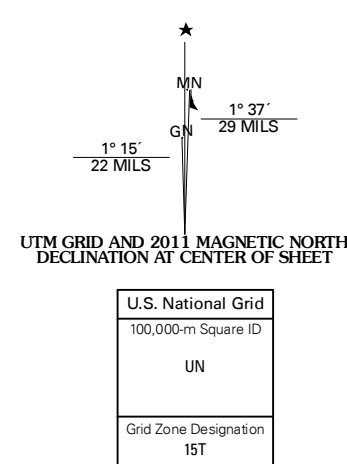 ★
MN
1° 37´
29 MILS
GN
1° 15´
22 MILS
UTM GRID AND 2011 MAGNETIC NORTH
DECLINATION AT CENTER OF SHEET
U.S. National Grid
100,000-m Square ID
UN
Grid Zone Designation
15T